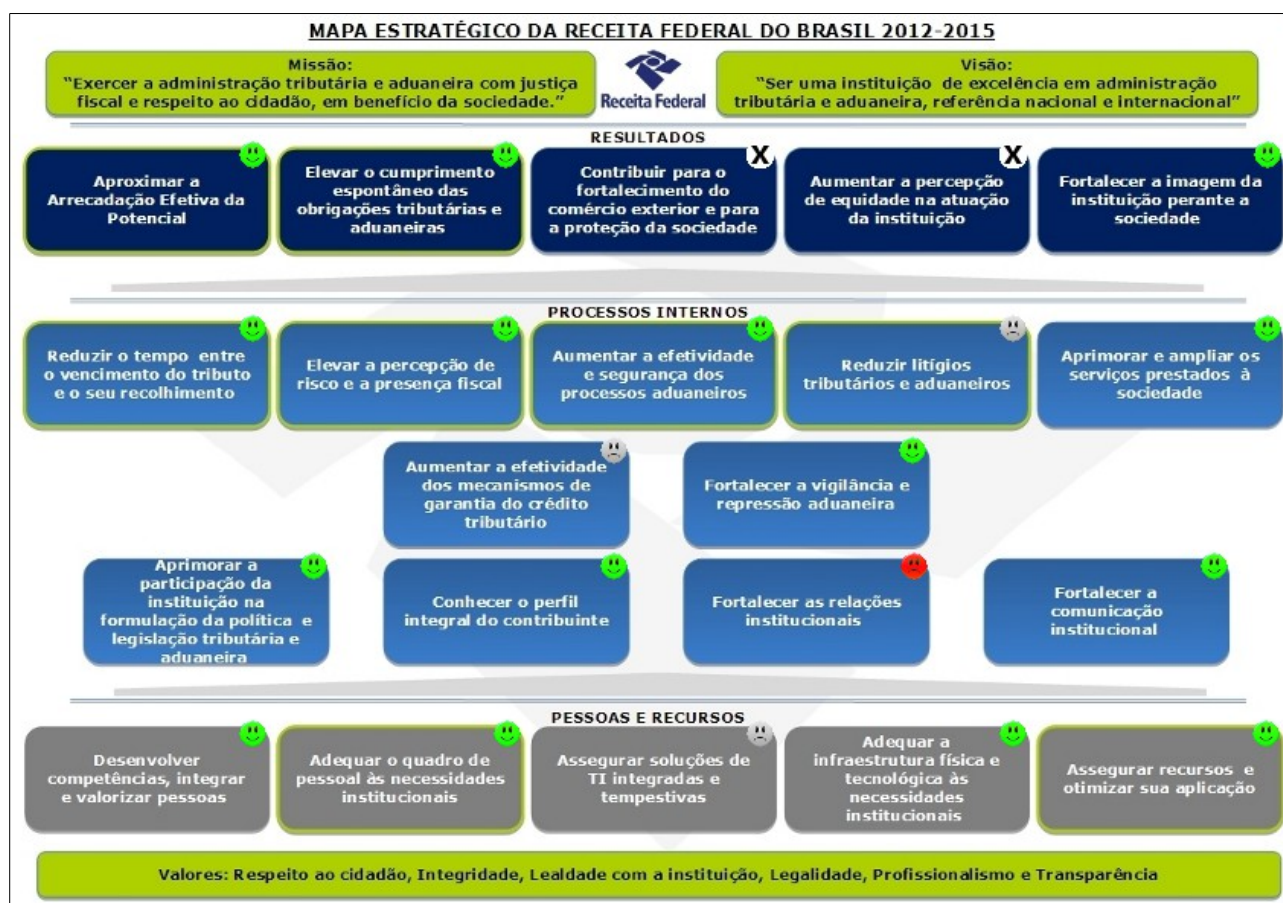 MAPA ESTRATÉGICO DA RECEITA FEDERAL DO BRASIL 2012-2015
Missão:
"Exercer a administração tributária e aduaneira com justiça
fiscal e respeito ao cidadão, em benefício da sociedade."
Receita Federal
Visão:
"Ser uma instituição de excelência em administração
tributária e aduaneira, referência nacional e internacional"
RESULTADOS
Aproximar a
Arrecadação Efetiva da
Potencial
Elevar o cumprimento
espontâneo das
obrigações tributárias e
aduaneiras
X
Contribuir para o
fortalecimento do
comércio exterior e para
a proteção da sociedade
X
Aumentar a percepção
de equidade na atuação
da instituição
Fortalecer a imagem da
instituição perante a
sociedade
PROCESSOS INTERNOS
Reduzir o tempo entre
o vencimento do tributo
e o seu recolhimento
Elevar a percepção de
risco e a presença fiscal
Aumentar a efetividade
e segurança dos
processos aduaneiros
Reduzir litígios
tributários e aduaneiros
Aprimorar e ampliar os
serviços prestados à
sociedade
Aumentar a efetividade
dos mecanismos de
garantia do crédito
tributário
Fortalecer a vigilância e
repressão aduaneira
Aprimorar a
participação da
instituição na
formulação da política e
legislação tributária e
aduaneira
Conhecer o perfil
integral do contribuinte
Fortalecer as relações
institucionais
Fortalecer a
comunicação
institucional
PESSOAS E RECURSOS
Desenvolver
competências, integrar
e valorizar pessoas
Adequar o quadro de
pessoal às necessidades
institucionais
Assegurar soluções de
TI integradas e
tempestivas
Adequar a
infraestrutura física e
tecnológica às
necessidades
institucionais
Assegurar recursos e
otimizar sua aplicação
Valores: Respeito ao cidadão, Integridade, Lealdade com a instituição, Legalidade, Profissionalismo e Transparência